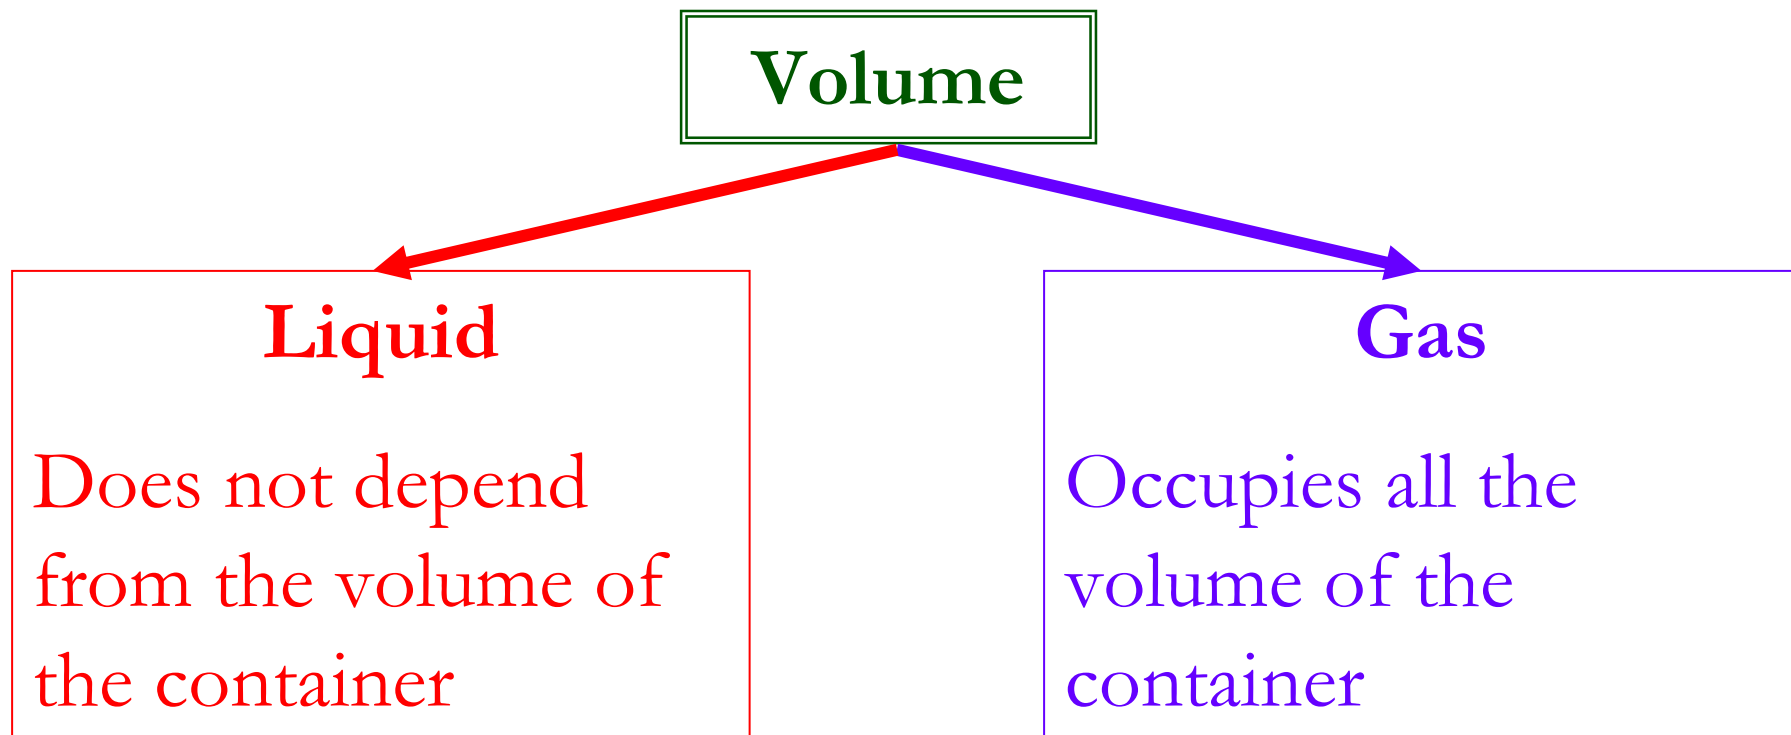 Volume
Liquid
Does not depend
from the volume of
the container
Gas
Occupies all the
volume of the
container